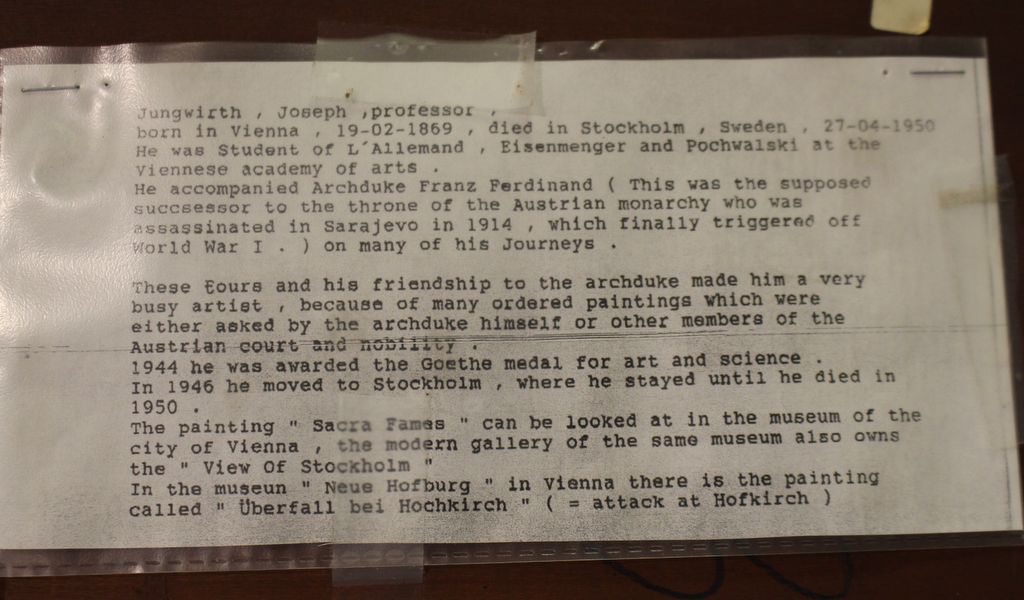 Jungwirth , Joseph ,professor ,
born in Vienna , 19-02-1869 , died in Stockholm , Sweden , 27-04-1950
He was Student of L´Allemand , Eisenmenger and Pochwalski at the
Viennese academy of arts .
He accompanied Archduke Franz Ferdinand ( This was the supposed
succsessor to the throne of the Austrian monarchy who was
assassinated in Sarajevo in 1914 , which finally triggered off
World War I . ) on many of his Journeys .
These tours and his friendship to the archduke made him a very
busy artist , because of many ordered paintings which were
either asked by the archduke himself or other members of the
Austrian court and nobility .
1944 he was awarded the Goethe medal for art and science .
In 1946 he moved to Stockholm , where he stayed until he died in
1950 .
The painting " Sacra Fames " can be looked at in the museum of the
city of Vienna , the modern gallery of the same museum also owns
the " View Of Stockholm "
In the museun " Neue Hofburg " in Vienna there is the painting
called " Überfall bei Hochkirch " ( = attack at Hofkirch )